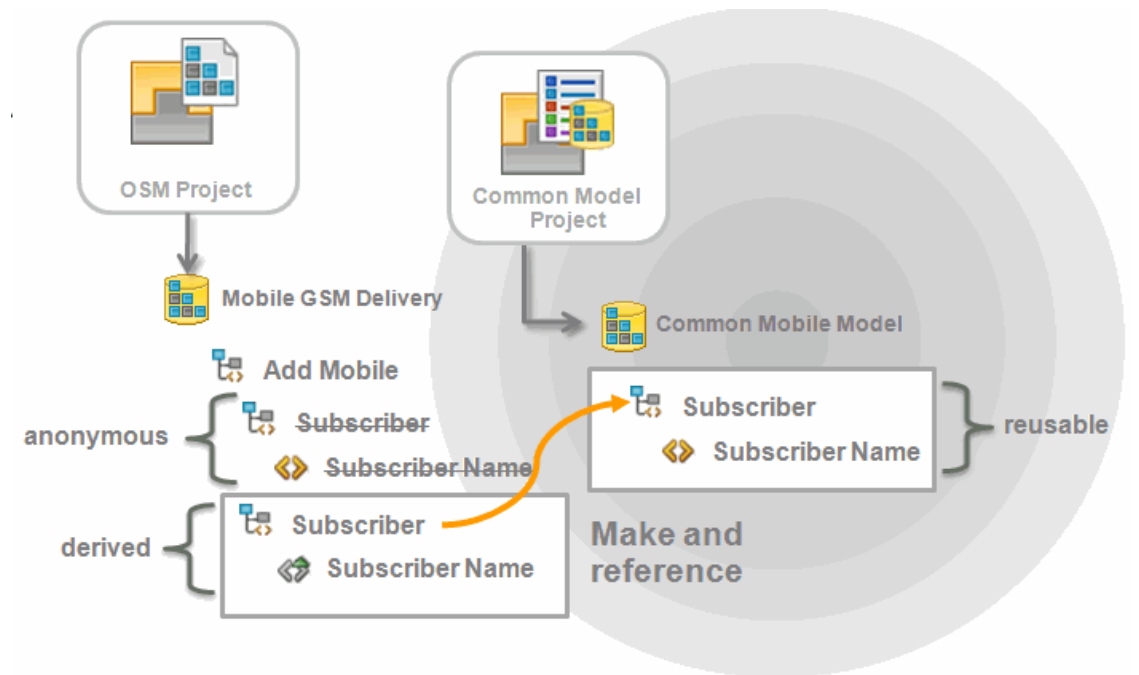 OSM Project
Common Model
Project
Mobile GSM Delivery
Common Mobile Model
Add Mobile
anonymous
Subscriber
Subscriber Name
Subscriber
Subscriber Name
reusable
derived
Subscriber
Subscriber Name
Make and
reference